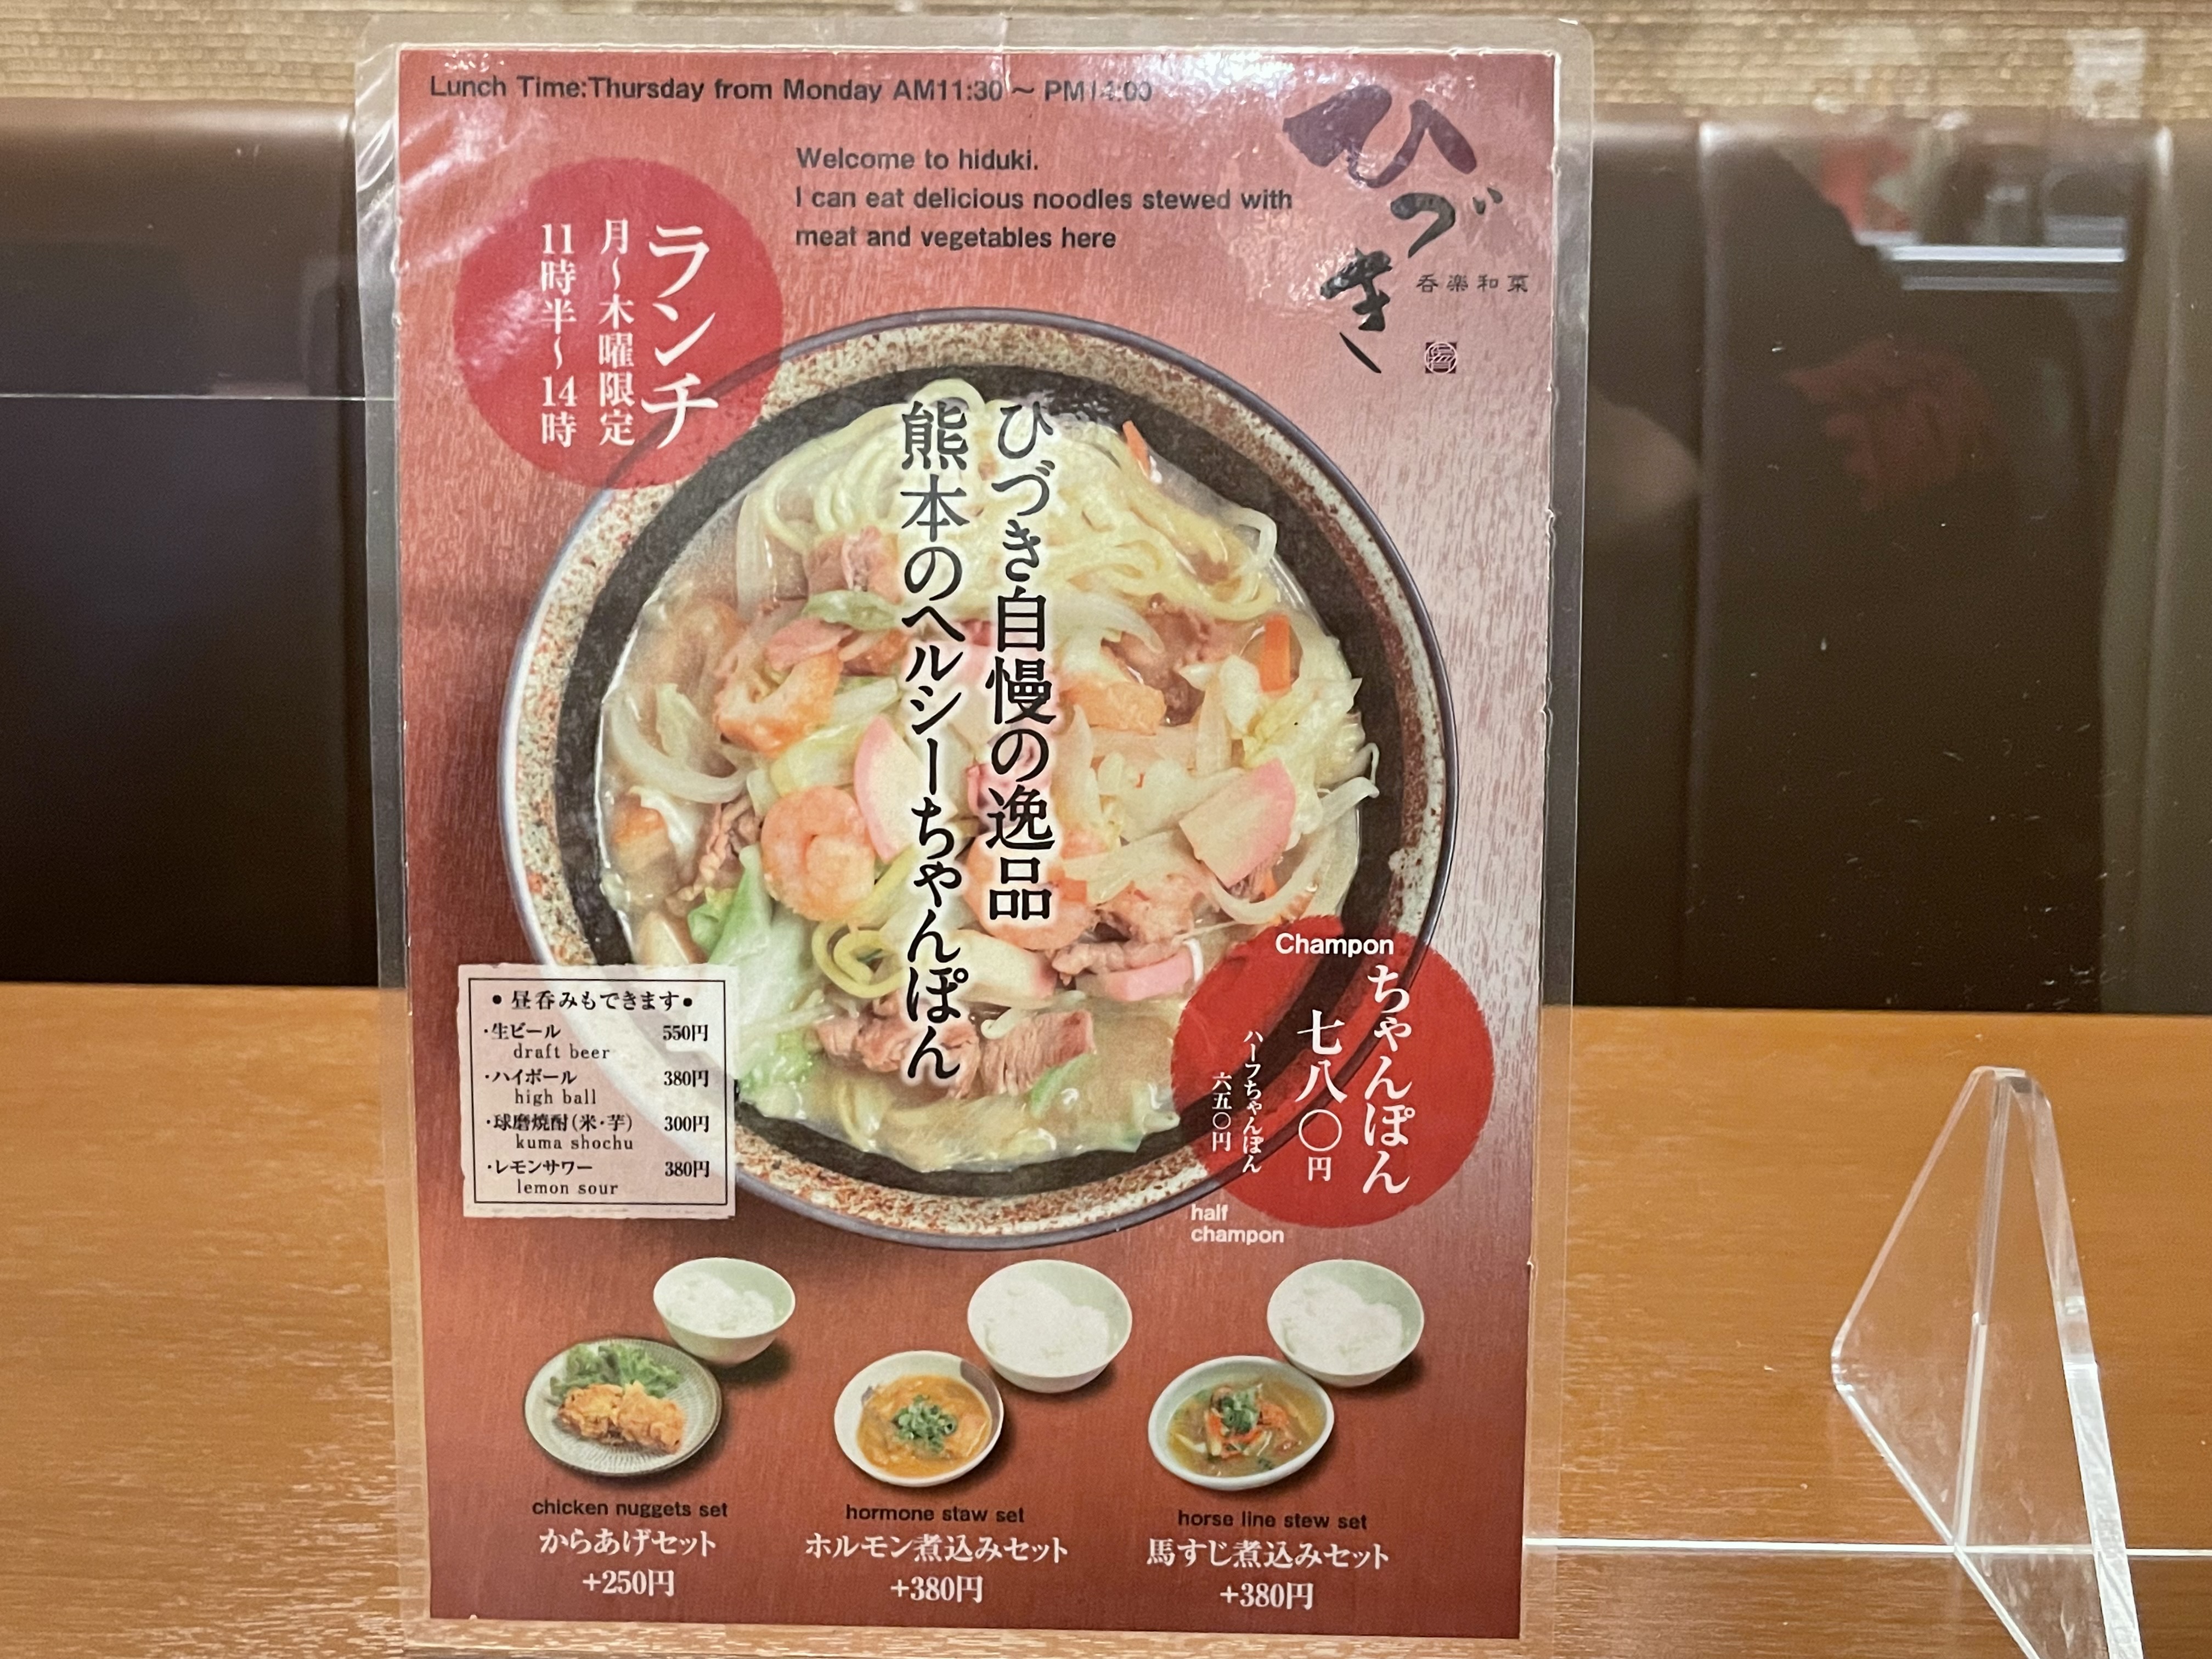 Lunch Time:Thursday from Monday AM11:30 ~ PM14:00
Welcome to hiduki.
I can eat delicious noodles stewed with
meat and vegetables here
ひづき
呑楽和菜
ランチ
月～木曜限定
11時半～14時
ひづき自慢の逸品
熊本のヘルシーちゃんぽん
Champon
ちゃんぽん
七八〇円
ハーフちゃんぽん
六五〇円
half
champon
●昼呑みもできます●
・生ビール 550円
draft beer
・ハイボール 380円
high ball
・球磨焼酎(米・芋) 300円
kuma shochu
・レモンサワー 380円
lemon sour
chicken nuggets set
からあげセット
+250円
hormone staw set
ホルモン煮込みセット
+380円
horse line stew set
馬すじ煮込みセット
+380円